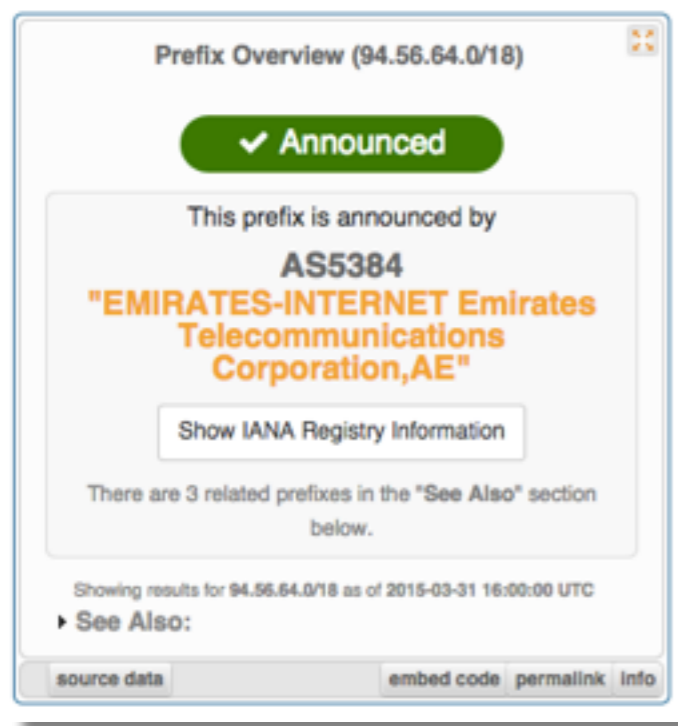 Prefix Overview (94.56.64.0/18)
Announced
This prefix is announced by
AS5384
"EMIRATES-INTERNET Emirates
Telecommunications
Corporation,AE"
Show IANA Registry Information
There are 3 related prefixes in the "See Also" section
below.
Showing results for 94.56.64.0/18 as of 2015-03-31 16:00:00 UTC
See Also:
source data embed code permalink info